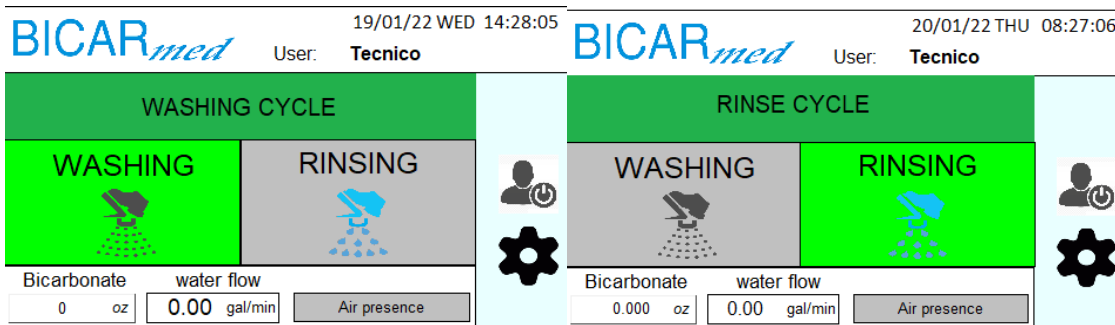 BICARmed
19/01/22 WED 14:28:05
User: Tecnico
WASHING CYCLE
WASHING RINSING
Bicarbonate water flow
0 oz 0.00 gal/min Air presence
BICARmed
20/01/22 THU 08:27:06
User: Tecnico
RINSE CYCLE
WASHING RINSING
Bicarbonate water flow
0.000 oz 0.00 gal/min Air presence